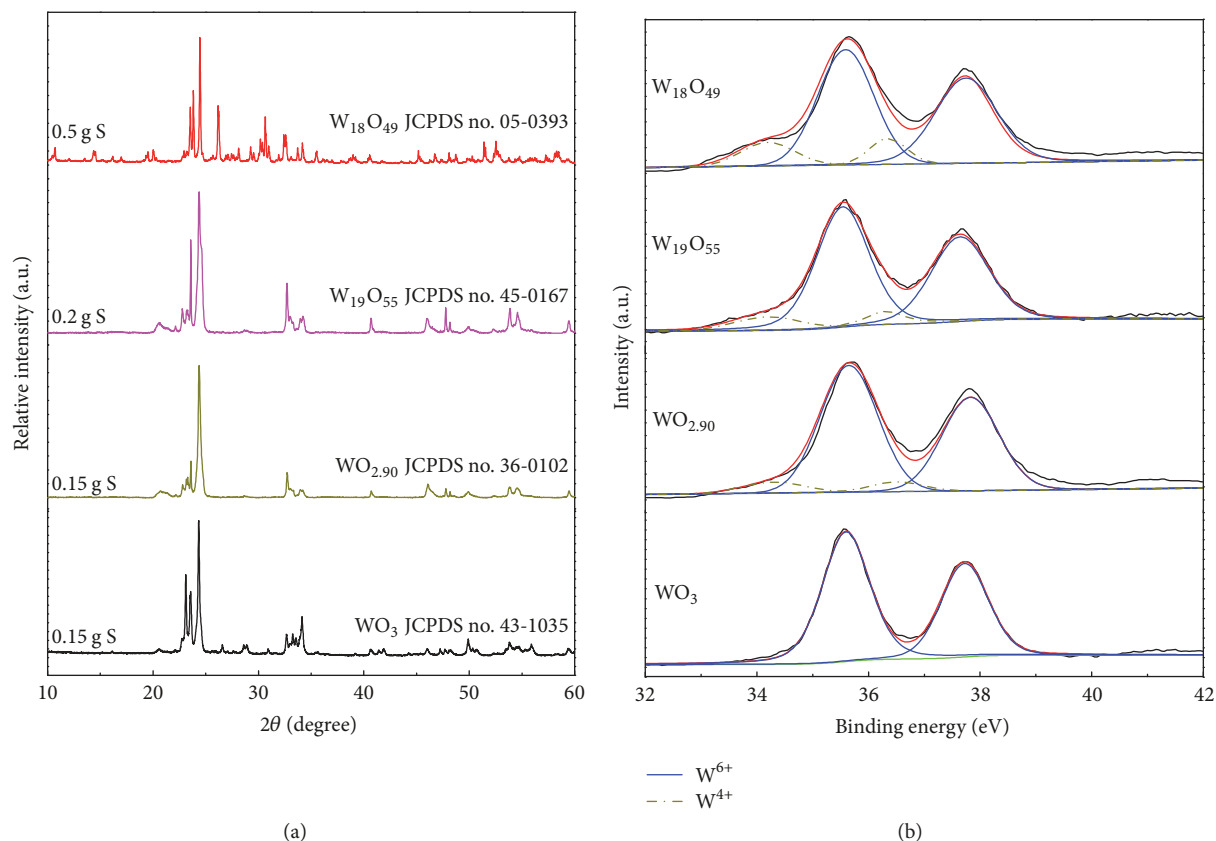 Relative intensity (a.u.)
0.5 g S
W₁₈O₄₉ JCPDS no. 05-0393
0.2 g S
W₁₉O₅₅ JCPDS no. 45-0167
0.15 g S
WO₂.₉₀ JCPDS no. 36-0102
0.15 g S
WO₃ JCPDS no. 43-1035
10 20 30 40 50 60
2θ (degree)
(a)
Intensity (a.u.)
W₁₈O₄₉
W₁₉O₅₅
WO₂.₉₀
WO₃
32 34 36 38 40 42
Binding energy (eV)
W⁶⁺
W⁴⁺
(b)